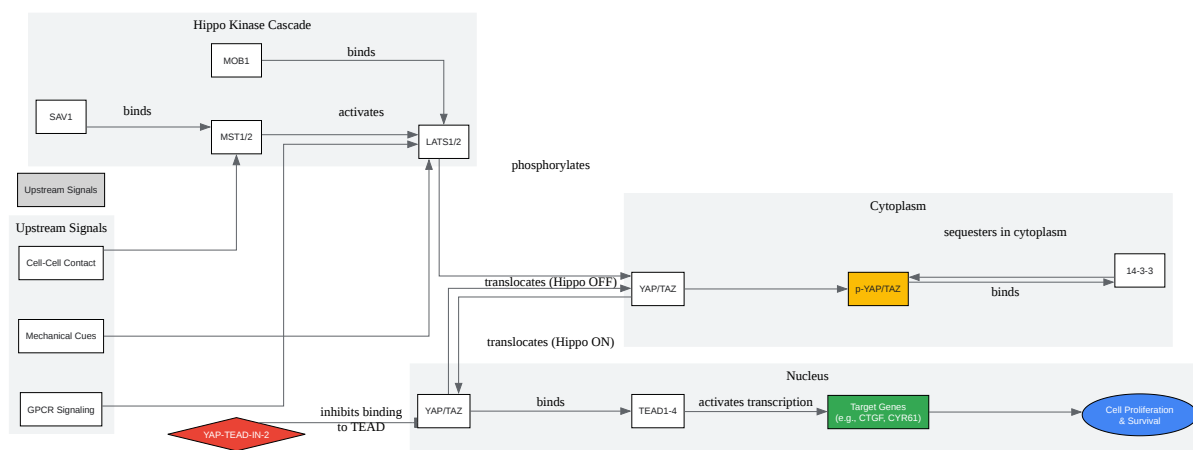 Hippo Kinase Cascade
MOB1
binds
SAV1
binds
MST1/2
activates
LATS1/2
phosphorylates
Upstream Signals
Upstream Signals
Cell-Cell Contact
Mechanical Cues
GPCR Signaling
Cytoplasm
sequesters in cytoplasm
14-3-3
translocates (Hippo OFF)
YAP/TAZ
p-YAP/TAZ
binds
translocates (Hippo ON)
Nucleus
YAP-TEAD-IN-2
inhibits binding
to TEAD
YAP/TAZ
binds
TEAD1-4
activates transcription
Target Genes
(e.g., CTGF, CYR61)
Cell Proliferation
& Survival